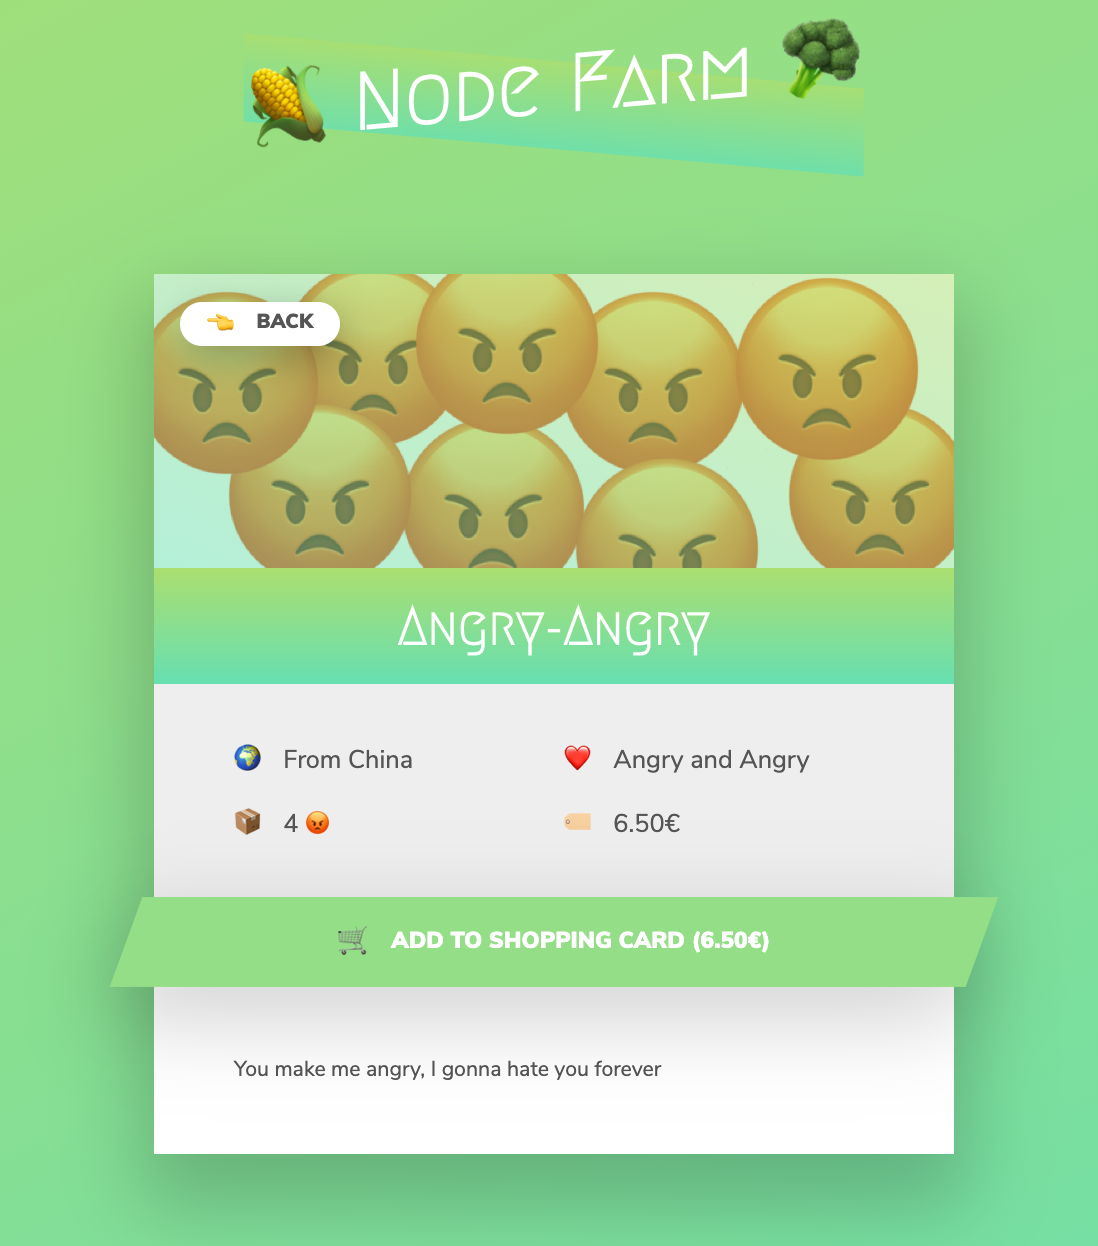 Node Farm
BACK
Angry-Angry
From China
Angry and Angry
4 😡
6.50€
ADD TO SHOPPING CARD (6.50€)
You make me angry, I gonna hate you forever